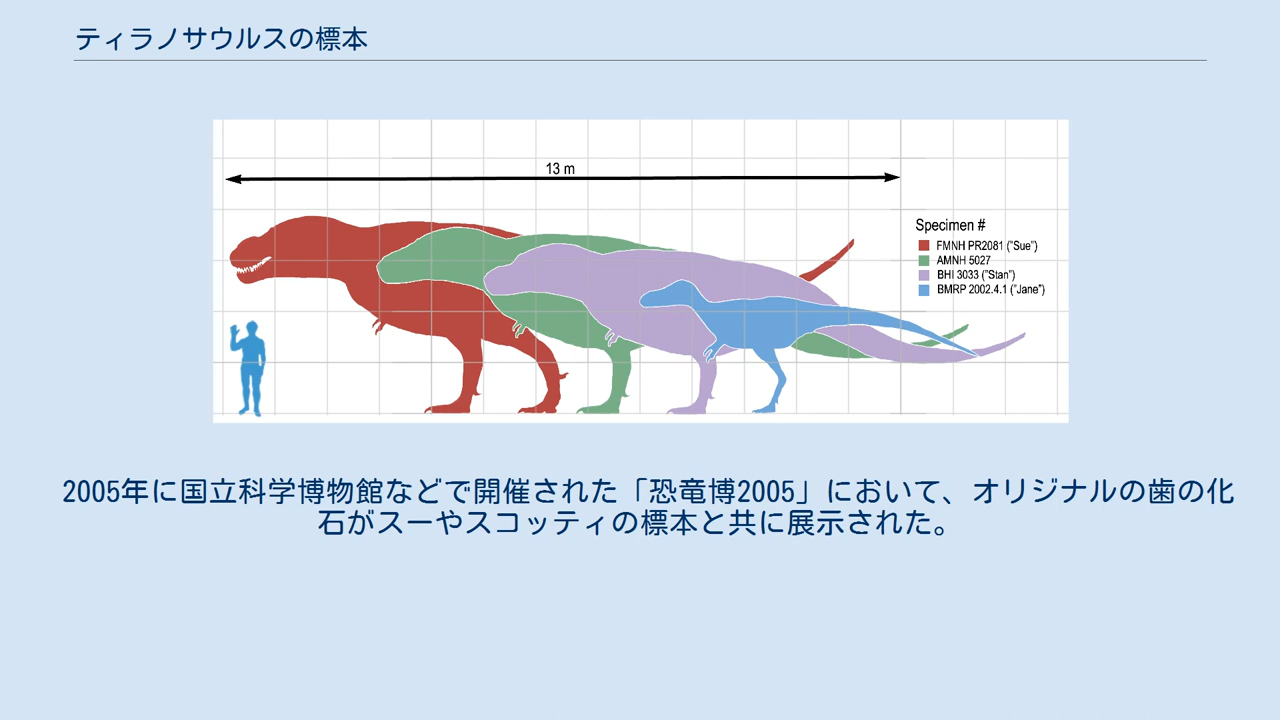 ティラノサウルスの標本
13 m
Specimen #
FMNH PR2081 ("Sue")
AMNH 5027
BHI 3033 ("Stan")
BMRP 2002.4.1 ("Jane")
2005年に国立科学博物館などで開催された「恐竜博2005」において、オリジナルの歯の化
石がスーやスコッティの標本と共に展示された。